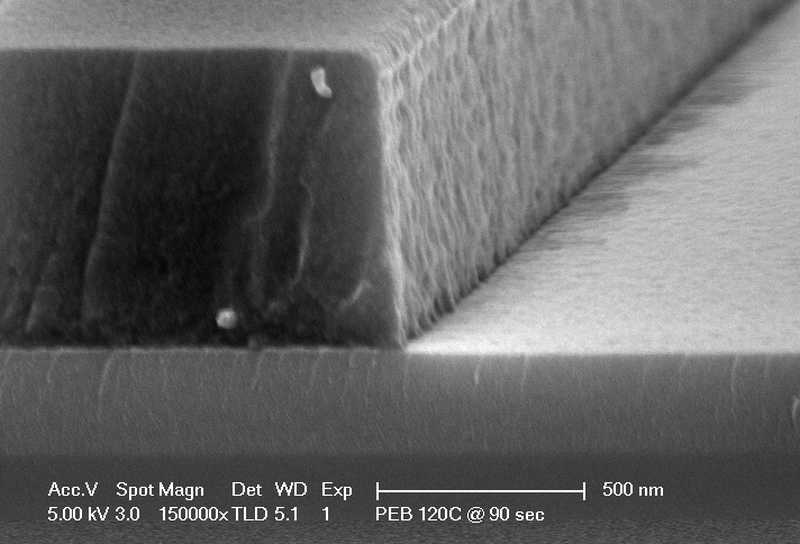 Acc.V Spot Magn Det WD Exp 500 nm
5.00 kV 3.0 150000x TLD 5.1 1 PEB 120C @ 90 sec